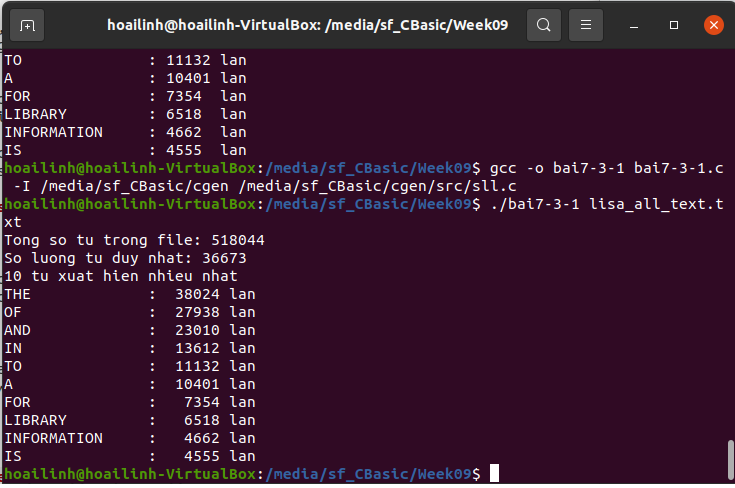 hoailinh@hoailinh-VirtualBox: /media/sf_CBasic/Week09
TO : 11132 lan
A : 10401 lan
FOR : 7354 lan
LIBRARY : 6518 lan
INFORMATION : 4662 lan
IS : 4555 lan
hoailinh@hoailinh-VirtualBox:/media/sf_CBasic/Week09$ gcc -o bai7-3-1 bai7-3-1.c
-I /media/sf_CBasic/cgen /media/sf_CBasic/cgen/src/sll.c
hoailinh@hoailinh-VirtualBox:/media/sf_CBasic/Week09$ ./bai7-3-1 lisa_all_text.t
xt
Tong so tu trong file: 518044
So luong tu duy nhat: 36673
10 tu xuat hien nhieu nhat
THE : 38024 lan
OF : 27938 lan
AND : 23010 lan
IN : 13612 lan
TO : 11132 lan
A : 10401 lan
FOR : 7354 lan
LIBRARY : 6518 lan
INFORMATION : 4662 lan
IS : 4555 lan
hoailinh@hoailinh-VirtualBox:/media/sf_CBasic/Week09$